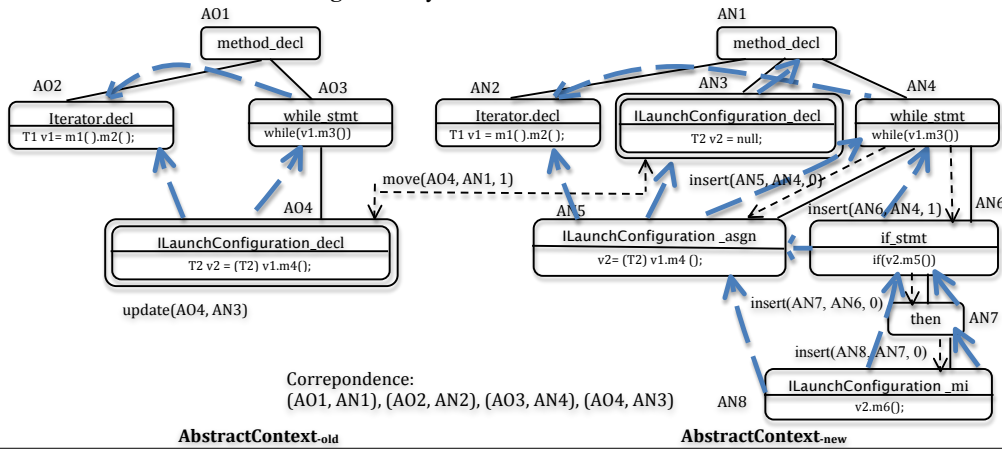 AO1
method_decl
AO2
AO3
Iterator.decl
T1 v1= m1( ).m2( );
while_stmt
while(v1.m3())
AO4
ILaunchConfiguration_decl
T2 v2 = (T2) v1.m4();
update(AO4, AN3)
move(AO4, AN1, 1)
AN1
method_decl
AN2
AN3
AN4
Iterator.decl
T1 v1 = m1( ).m2( );
ILaunchConfiguration_decl
T2 v2 = null;
while_stmt
while(v1.m3())
insert(AN5, AN4, 0)
AN5
insert(AN6, AN4, 1)
AN6
ILaunchConfiguration _asgn
v2= (T2) v1.m4 ();
if_stmt
if(v2.m5())
insert(AN7, AN6, 0)
then
AN7
insert(AN8, AN7, 0)
ILaunchConfiguration _mi
v2.m6();
AN8
Correpondence:
(AO1, AN1), (AO2, AN2), (AO3, AN4), (AO4, AN3)
AbstractContext-old
AbstractContext-new